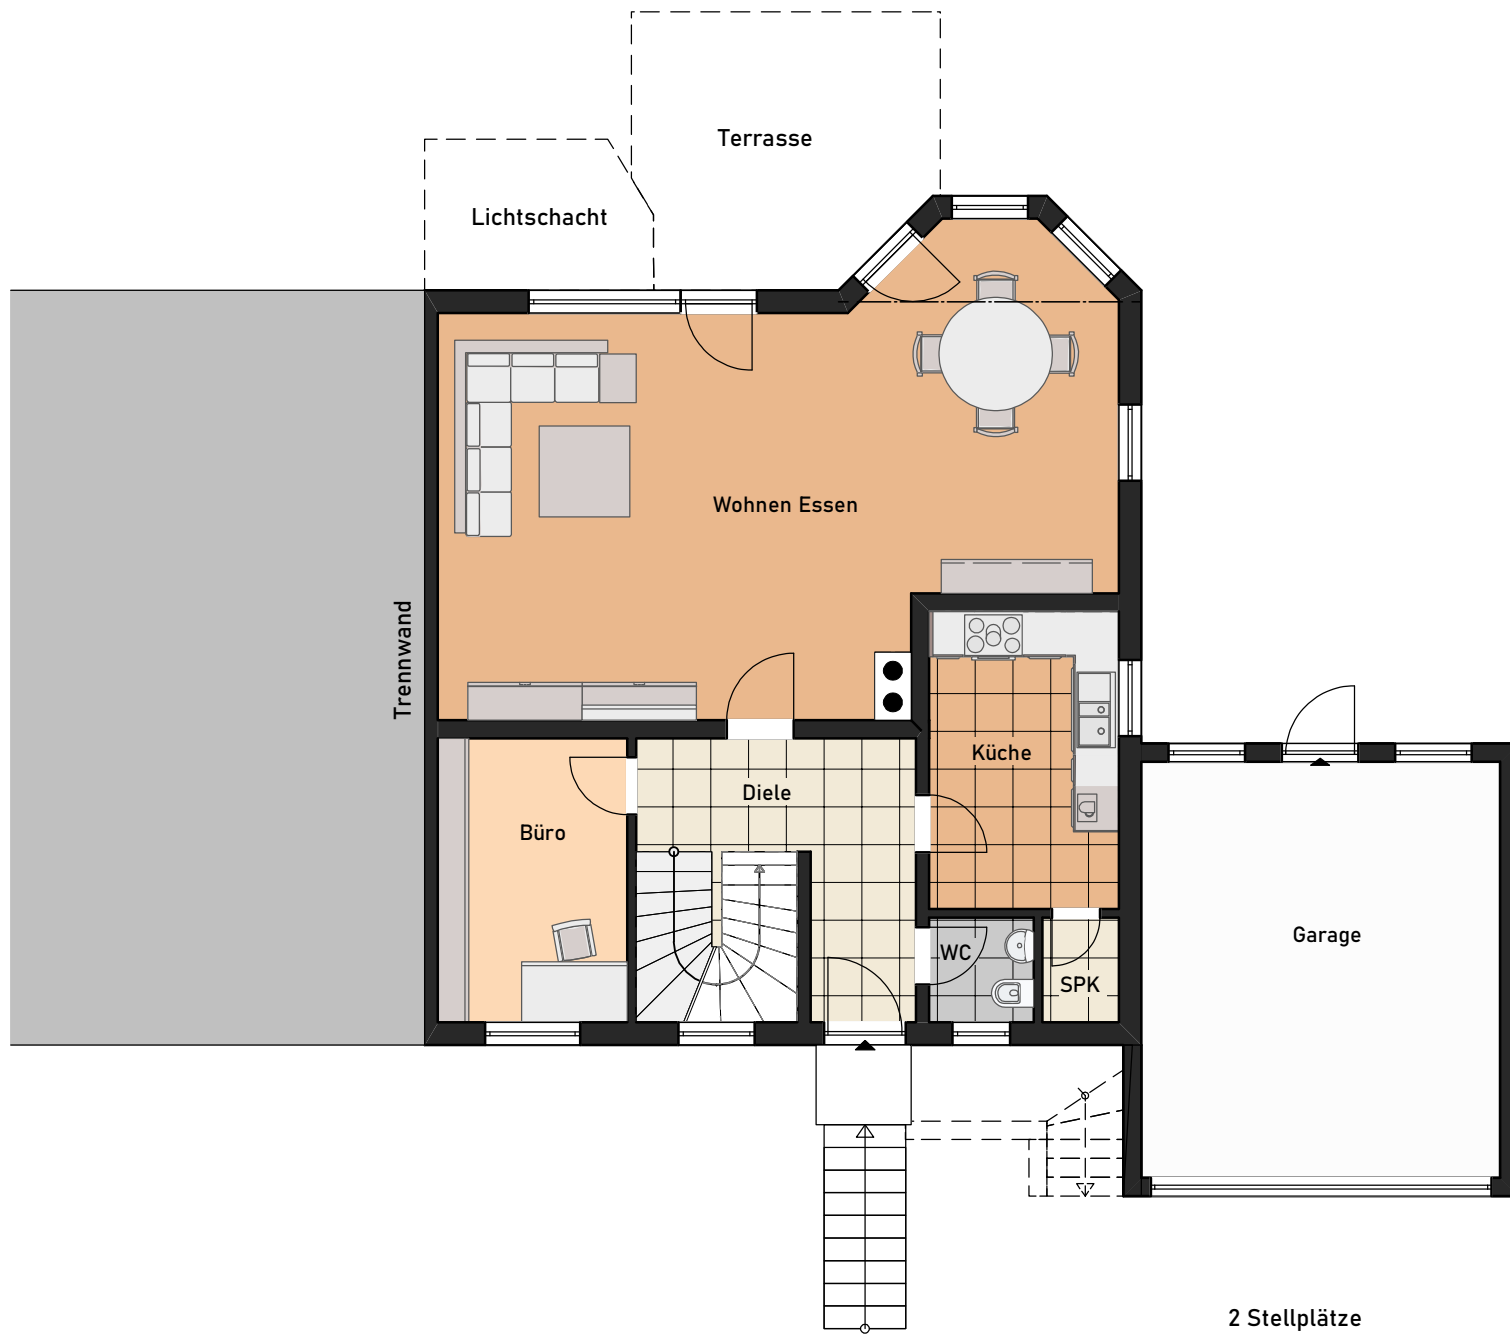 Terrasse
Lichtschacht
Wohnen Essen
Trennwand
Küche
Diele
Büro
Garage
WC
SPK
2 Stellplätze